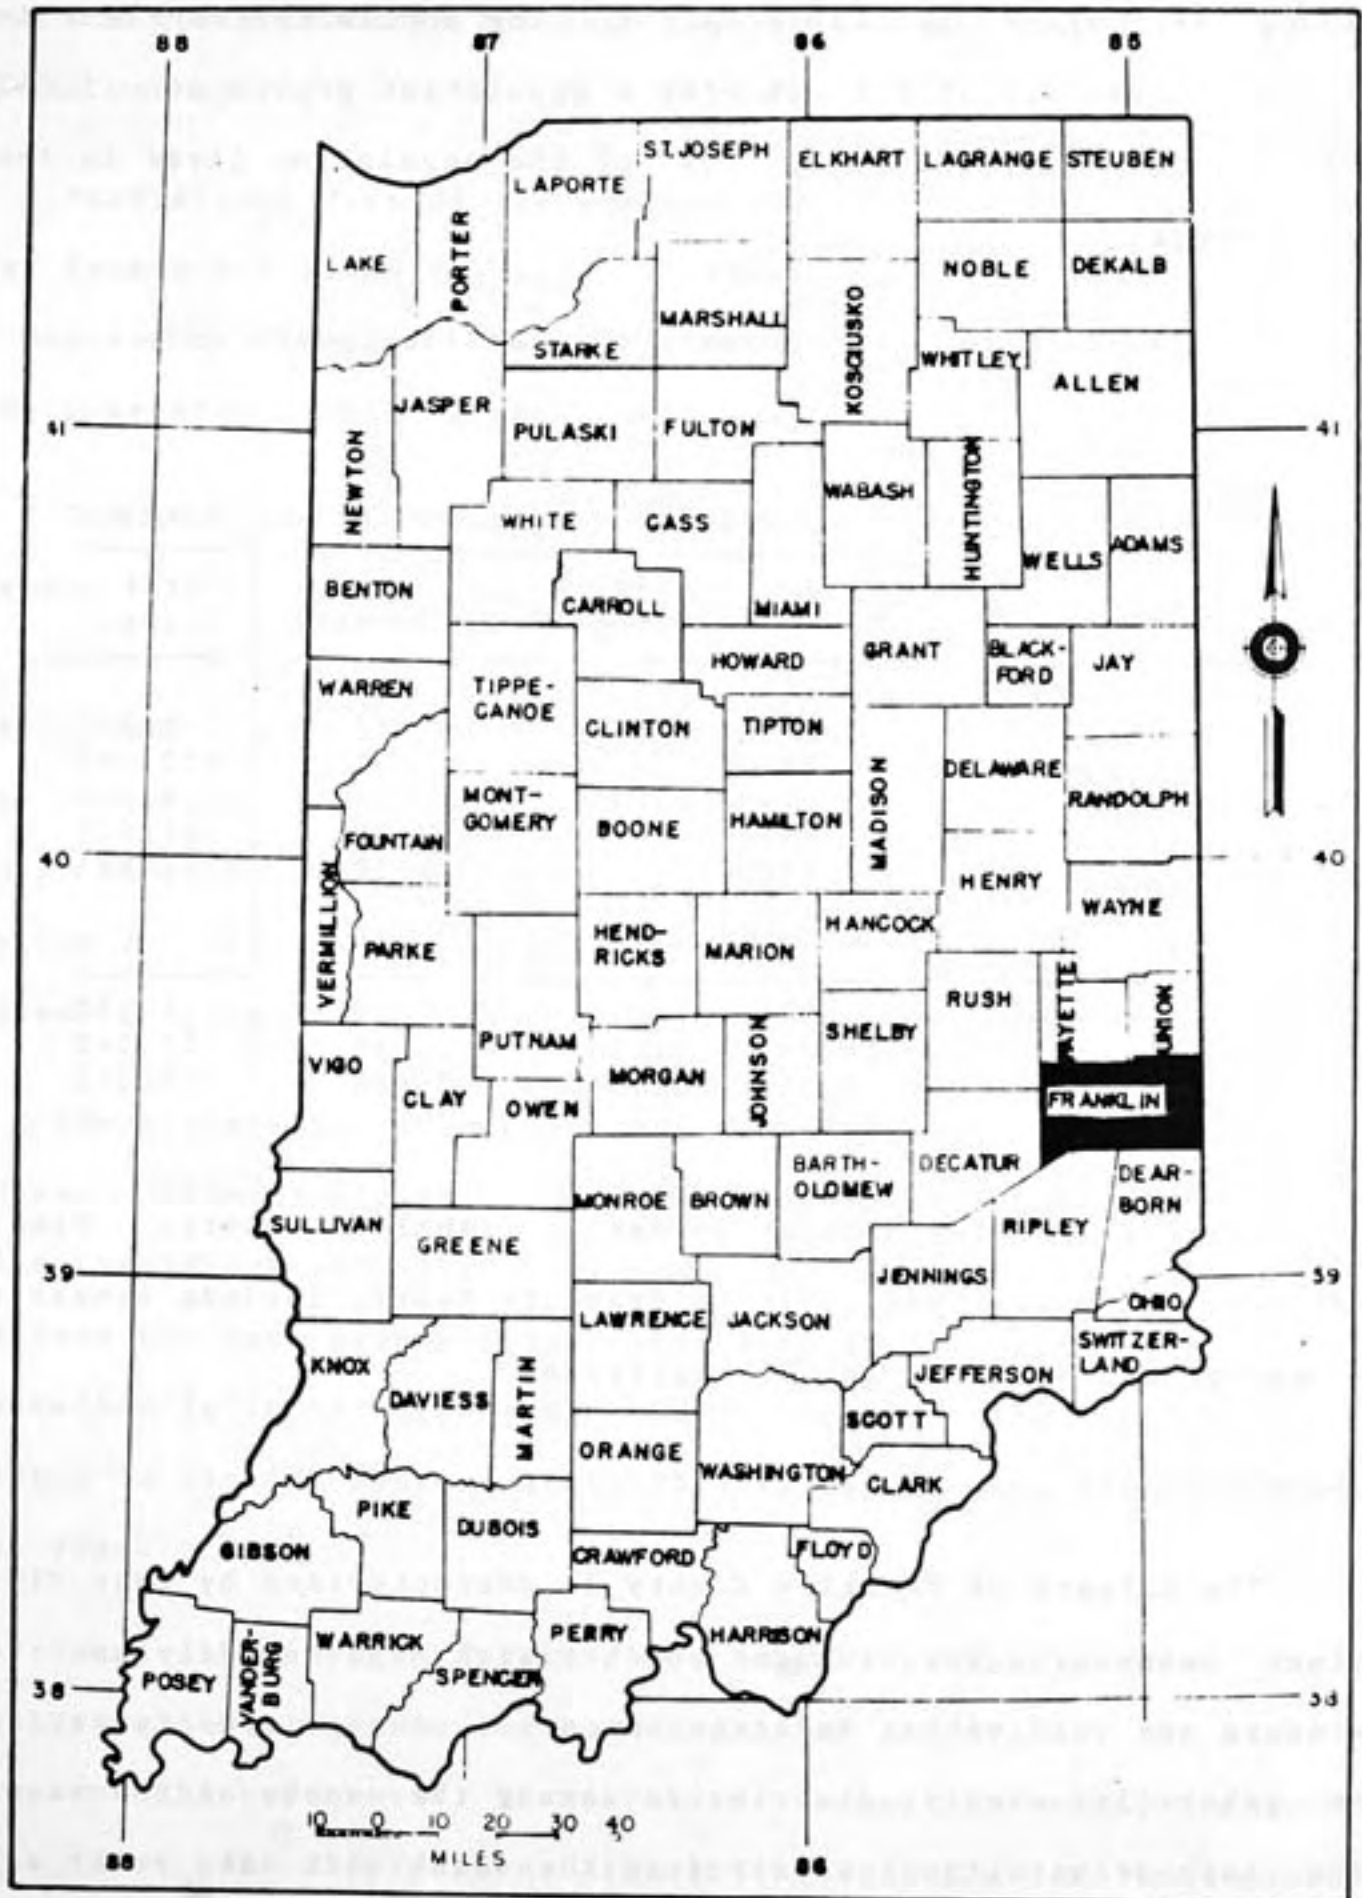 88 87 86 85
ST. JOSEPH ELKHART LAGRANGE STEUBEN
LAPORTE
LAKE PORTER NOBLE DEKALB
MARSHALL KOSCIUSKO
STARKE WHITLEY ALLEN
JASPER PULASKI FULTON
41 41
NEWTON WABASH HUNTINGTON
WHITE CASS WELLS ADAMS
BENTON CARROLL MIAMI
HOWARD GRANT BLACK-
FORD JAY
WARREN TIPPE-
CANOE CLINTON TIPTON
MADISON DELAWARE RANDOLPH
MONT-
GOMERY BOONE HAMILTON
FOUNTAIN
40 40
VERMILLION HENRY WAYNE
PARKE HEND-
RICKS MARION HANCOCK
RUSH FAYETTE UNION
VIGO PUTNAM MORGAN JOHNSON SHELBY
CLAY OWEN FRANKLIN
MONROE BROWN BARTH-
OLOMEW DECATUR DEAR-
BORN
SULLIVAN GREENE RIPLEY
39 39
JENNINGS OHIO
LAWRENCE JACKSON SWITZER-
LAND
KNOX DAVIESS MARTIN JEFFERSON
SCOTT
ORANGE WASHINGTON CLARK
PIKE DUBOIS
GIBSON CRAWFORD FLOYD
POSEY VANDER-
BURG WARRICK SPENCER PERRY HARRISON
38 38
10 0 10 20 30 40
MILES
88 86